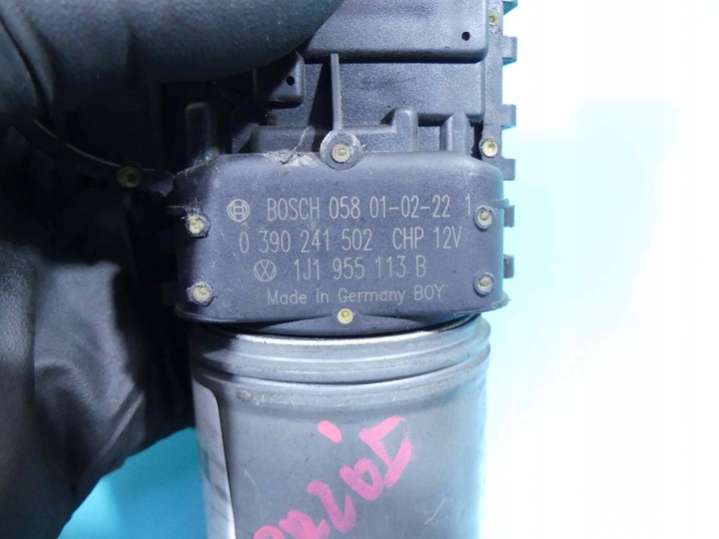 BOSCH 058 01-02-22 1
0 390 241 502 CHP 12V
1J1 955 113 B
Made in Germany BOY